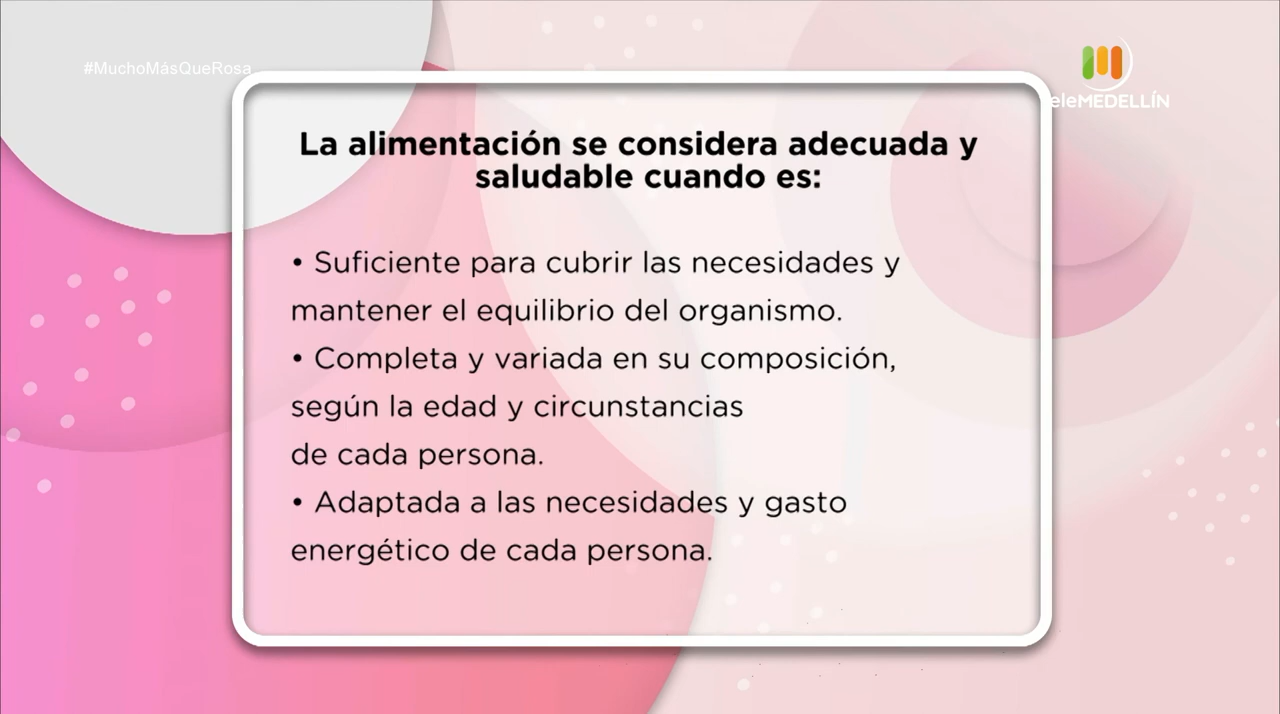 #MuchoMásQueRosa
eleMEDELLÍN
La alimentación se considera adecuada y
saludable cuando es:
• Suficiente para cubrir las necesidades y
mantener el equilibrio del organismo.
• Completa y variada en su composición,
según la edad y circunstancias
de cada persona.
• Adaptada a las necesidades y gasto
energético de cada persona.